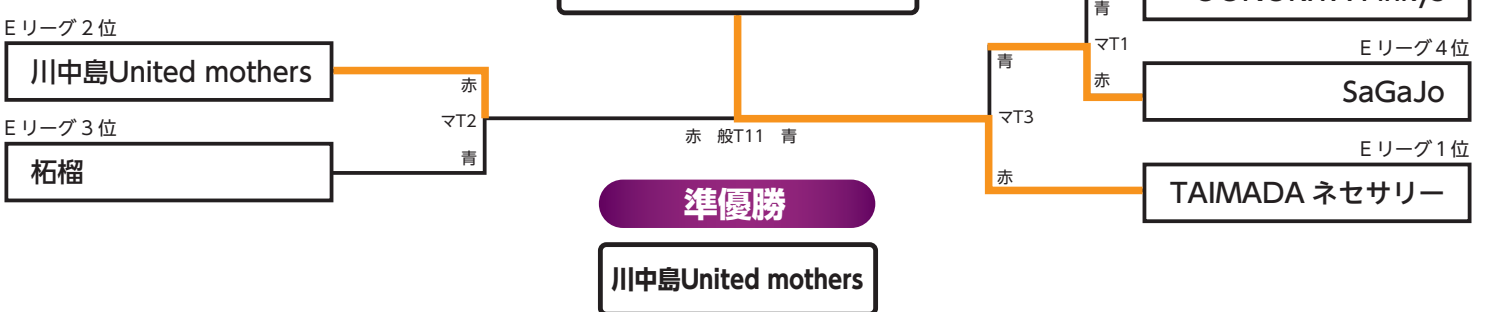 Eリーグ2位
川中島United mothers
Eリーグ3位
柘榴
赤
マT2
青
赤 般T11 青
準優勝
川中島United mothers
青
マT1
赤
青
マT3
赤
Eリーグ4位
SaGaJo
Eリーグ1位
TAIMADA ネセサリー